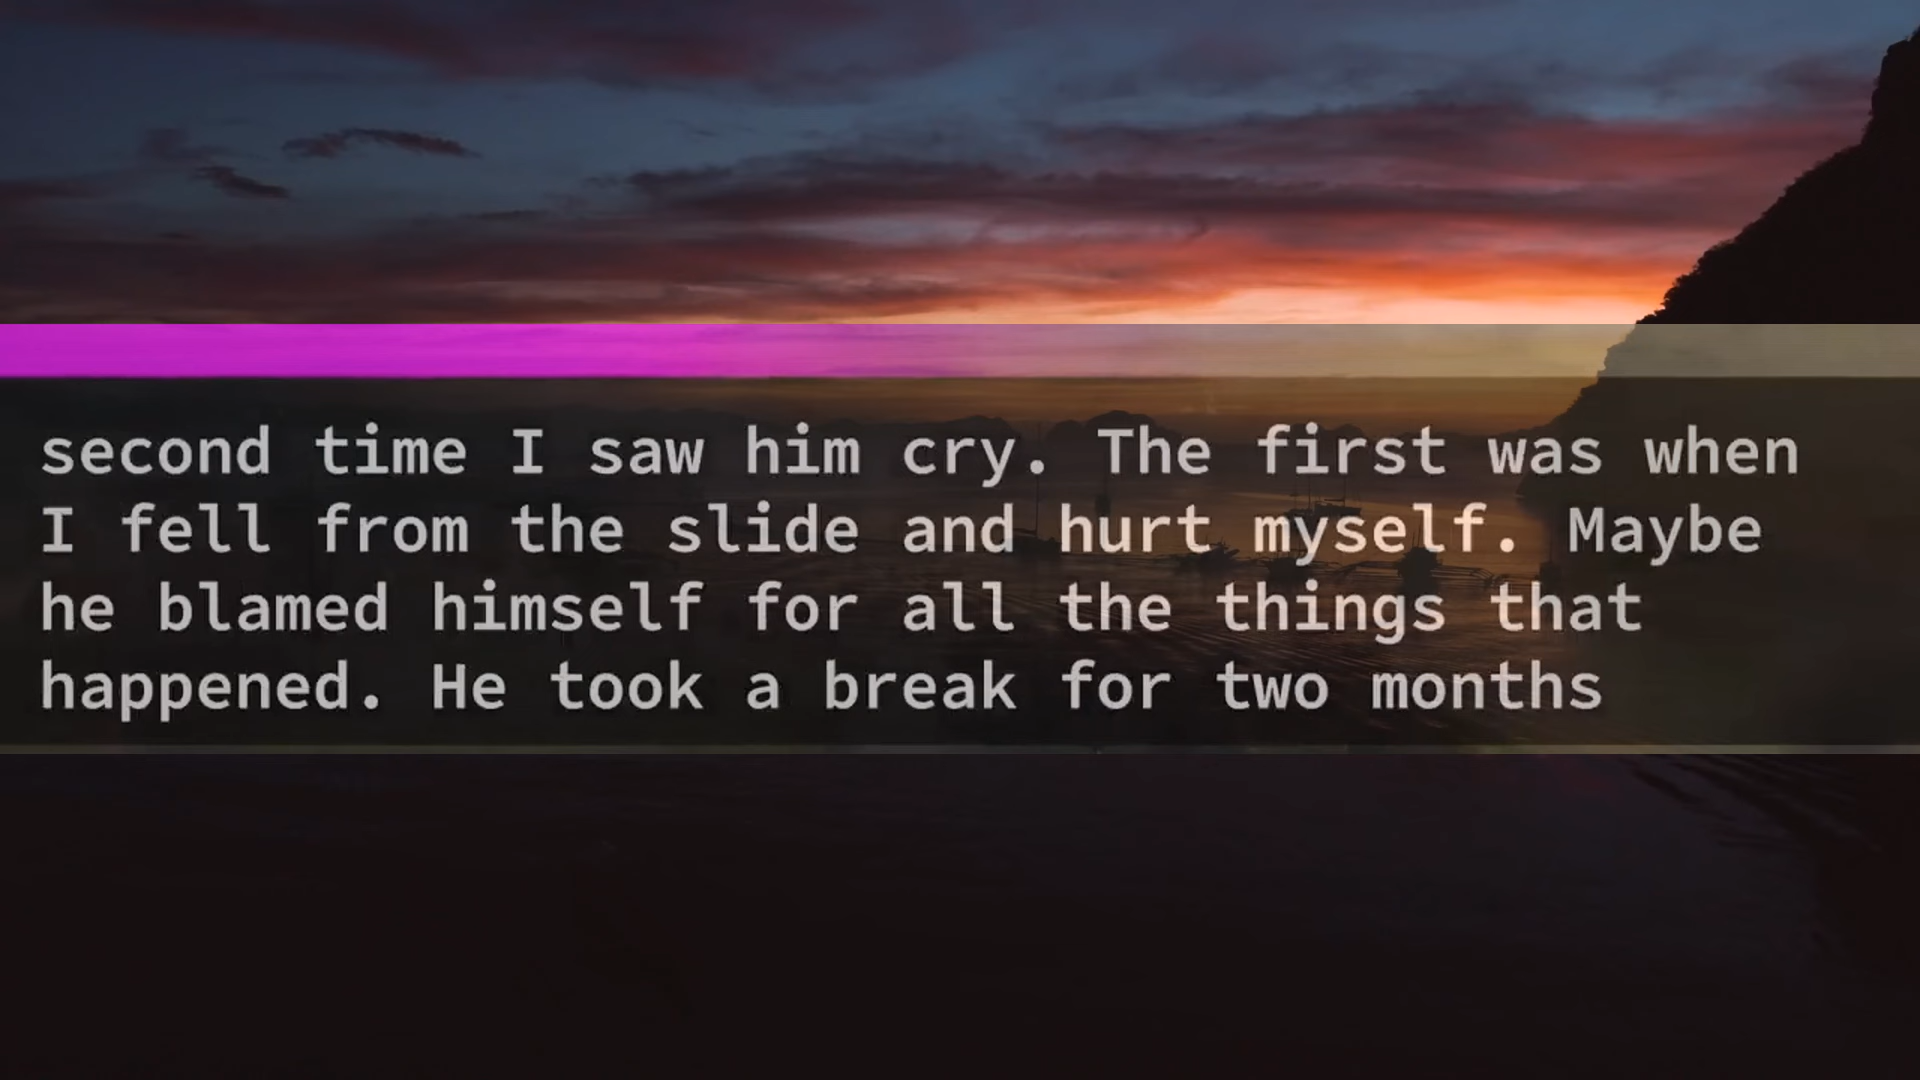 second time I saw him cry. The first was when
I fell from the slide and hurt myself. Maybe
he blamed himself for all the things that
happened. He took a break for two months